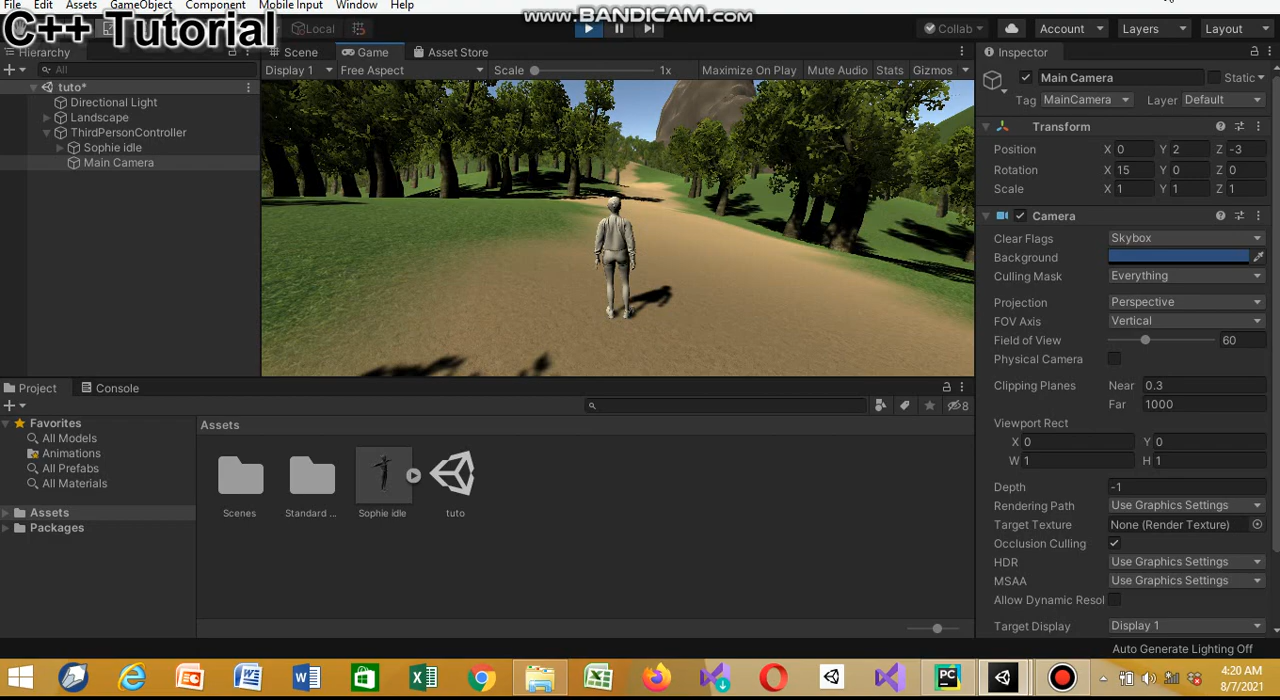 File Edit Assets GameObject Component Mobile Input Window Help
www.BANDICAM.com
C++ Tutorial
Local
Collab Account Layers Layout
Hierarchy
All
tuto*
Directional Light
Landscape
ThirdPersonController
Sophie idle
Main Camera
Scene Game Asset Store
Display 1 Free Aspect Scale 1x Maximize On Play Mute Audio Stats Gizmos
Inspector
Main Camera Static
Tag MainCamera Layer Default
Transform
Position X 0 Y 2 Z -3
Rotation X 15 Y 0 Z 0
Scale X 1 Y 1 Z 1
Camera
Clear Flags Skybox
Background
Culling Mask Everything
Projection Perspective
FOV Axis Vertical
Field of View 60
Physical Camera
Clipping Planes Near 0.3
Far 1000
Viewport Rect
X 0 Y 0
W 1 H 1
Depth -1
Rendering Path Use Graphics Settings
Target Texture None (Render Texture)
Occlusion Culling
HDR Use Graphics Settings
MSAA Use Graphics Settings
Allow Dynamic Resol
Target Display Display 1
Auto Generate Lighting Off
Project Console
8
Favorites
All Models
Animations
All Prefabs
All Materials
Assets
Packages
Assets
Scenes Standard ... Sophie idle tuto
4:20 AM
8/7/2021